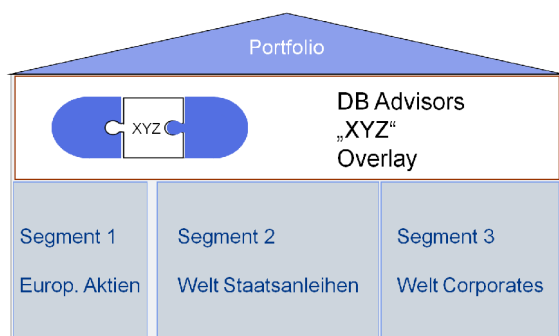 Portfolio
XYZ
DB Advisors
„XYZ“
Overlay
Segment 1
Europ. Aktien
Segment 2
Welt Staatsanleihen
Segment 3
Welt Corporates